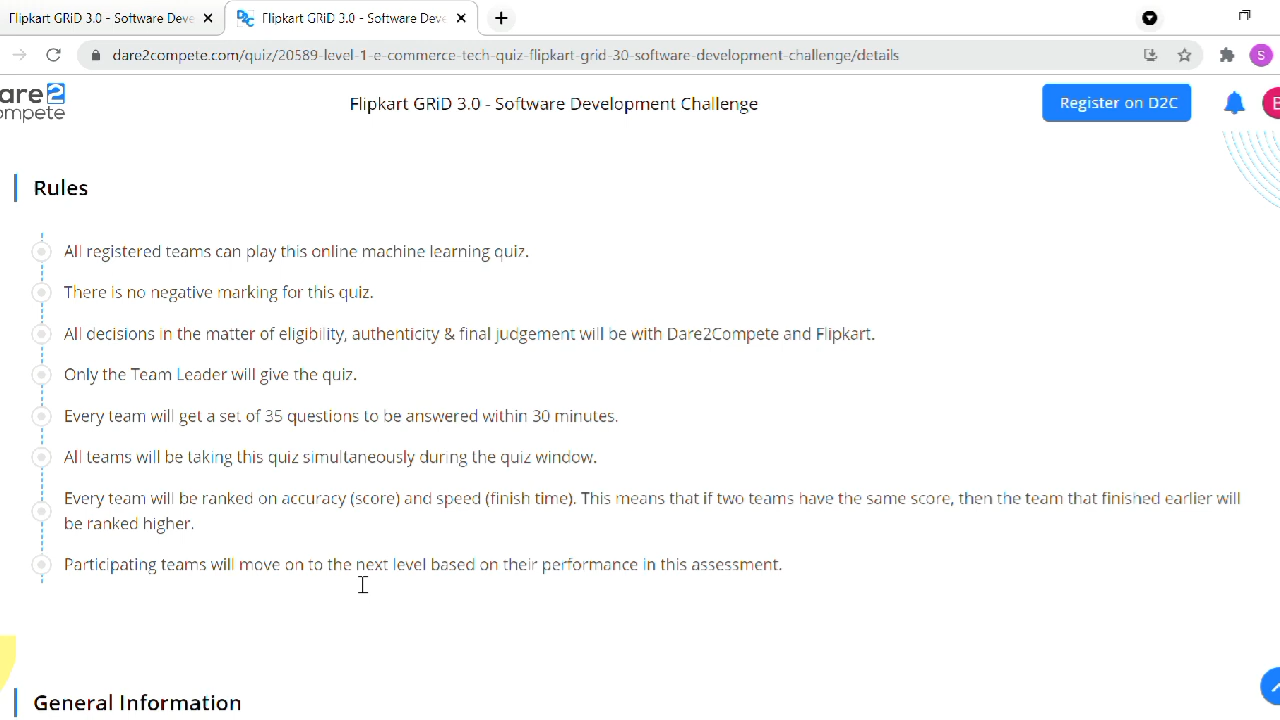 Flipkart GRiD 3.0 - Software Deve
Flipkart GRiD 3.0 - Software Deve
dare2compete.com/quiz/20589-level-1-e-commerce-tech-quiz-flipkart-grid-30-software-development-challenge/details
S
are2
ompete
Flipkart GRiD 3.0 - Software Development Challenge
Register on D2C
E
Rules
All registered teams can play this online machine learning quiz.
There is no negative marking for this quiz.
All decisions in the matter of eligibility, authenticity & final judgement will be with Dare2Compete and Flipkart.
Only the Team Leader will give the quiz.
Every team will get a set of 35 questions to be answered within 30 minutes.
All teams will be taking this quiz simultaneously during the quiz window.
Every team will be ranked on accuracy (score) and speed (finish time). This means that if two teams have the same score, then the team that finished earlier will
be ranked higher.
Participating teams will move on to the next level based on their performance in this assessment.
General Information